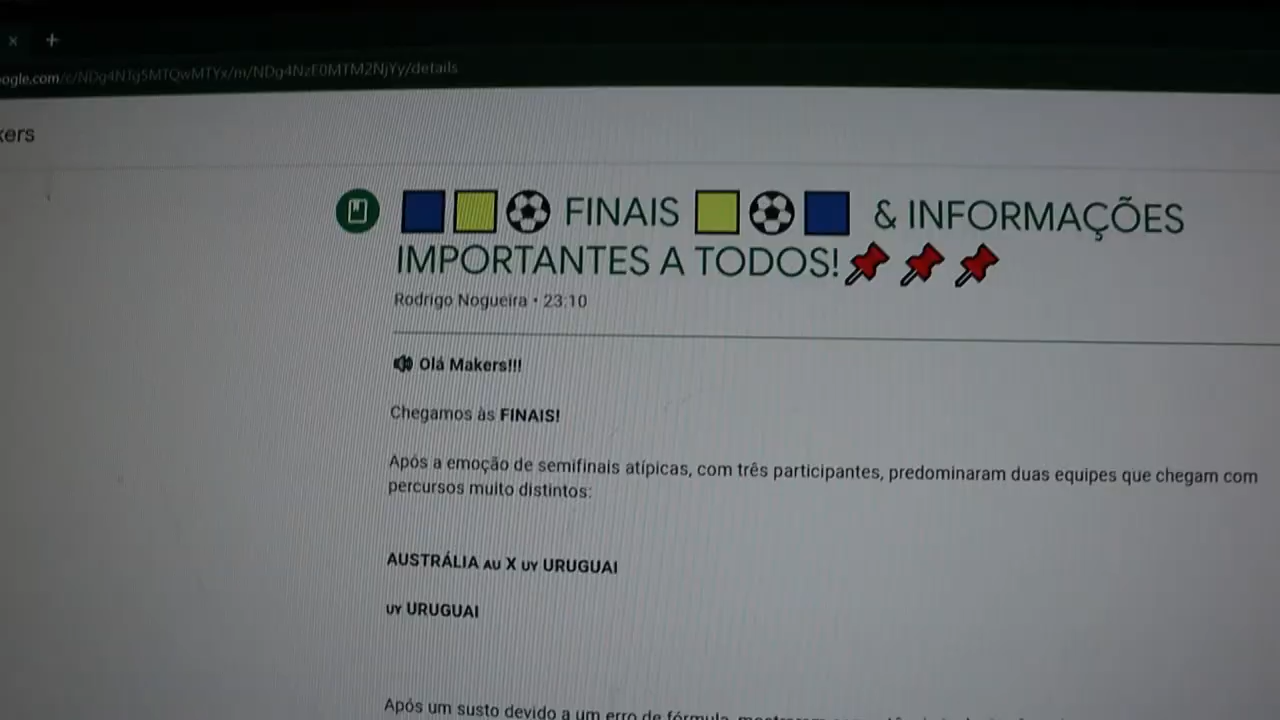 × +
ogle.com/c/NDg4NTg5MTQwMTYx/m/NDg4NzE0MTM2NjYy/details
kers
FINAIS & INFORMAÇÕES
IMPORTANTES A TODOS!
Rodrigo Nogueira • 23:10
Olá Makers!!!
Chegamos às FINAIS!
Após a emoção de semifinais atípicas, com três participantes, predominaram duas equipes que chegam com
percursos muito distintos:
AUSTRÁLIA AU X UY URUGUAI
UY URUGUAI
Após um susto devido a um erro de fórmula,